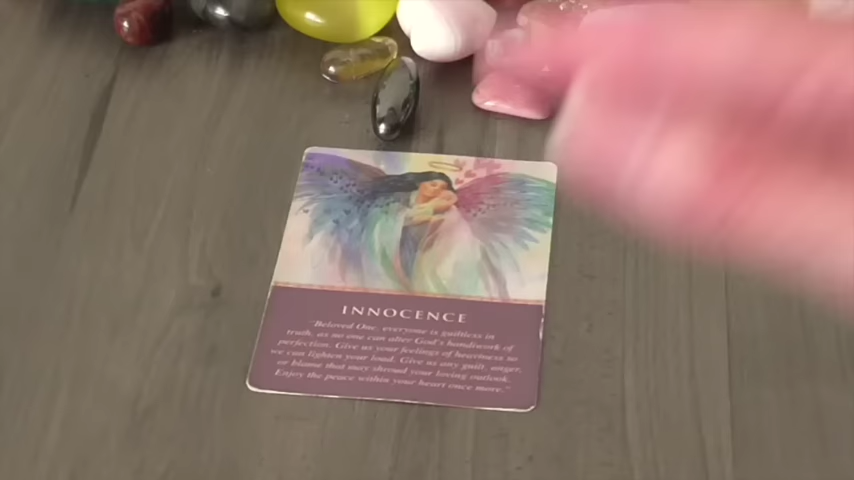 INNOCENCE
"Beloved One, everyone is guiltless in
truth, as no one can alter God's handiwork of
perfection. Give us your feelings of heaviness so
we can lighten your load. Give us any guilt, anger,
or blame that may shroud your loving outlook.
Enjoy the peace within your heart once more."